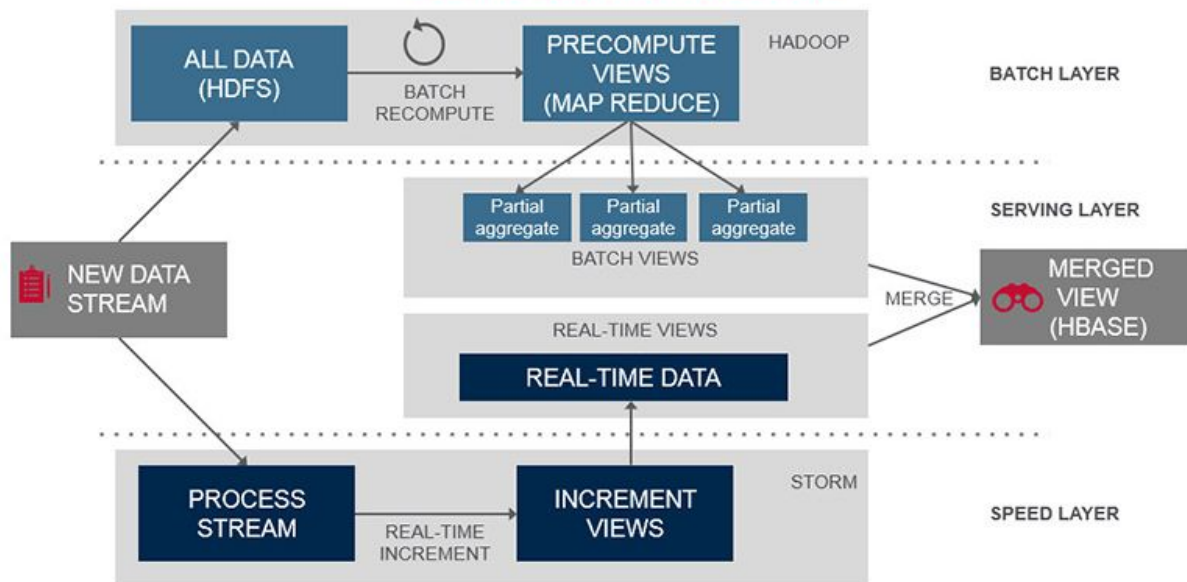 ALL DATA
(HDFS)
BATCH
RECOMPUTE
PRECOMPUTE
VIEWS
(MAP REDUCE)
HADOOP
BATCH LAYER
Partial
aggregate
Partial
aggregate
Partial
aggregate
BATCH VIEWS
SERVING LAYER
NEW DATA
STREAM
MERGE
MERGED
VIEW
(HBASE)
REAL-TIME VIEWS
REAL-TIME DATA
PROCESS
STREAM
REAL-TIME
INCREMENT
INCREMENT
VIEWS
STORM
SPEED LAYER